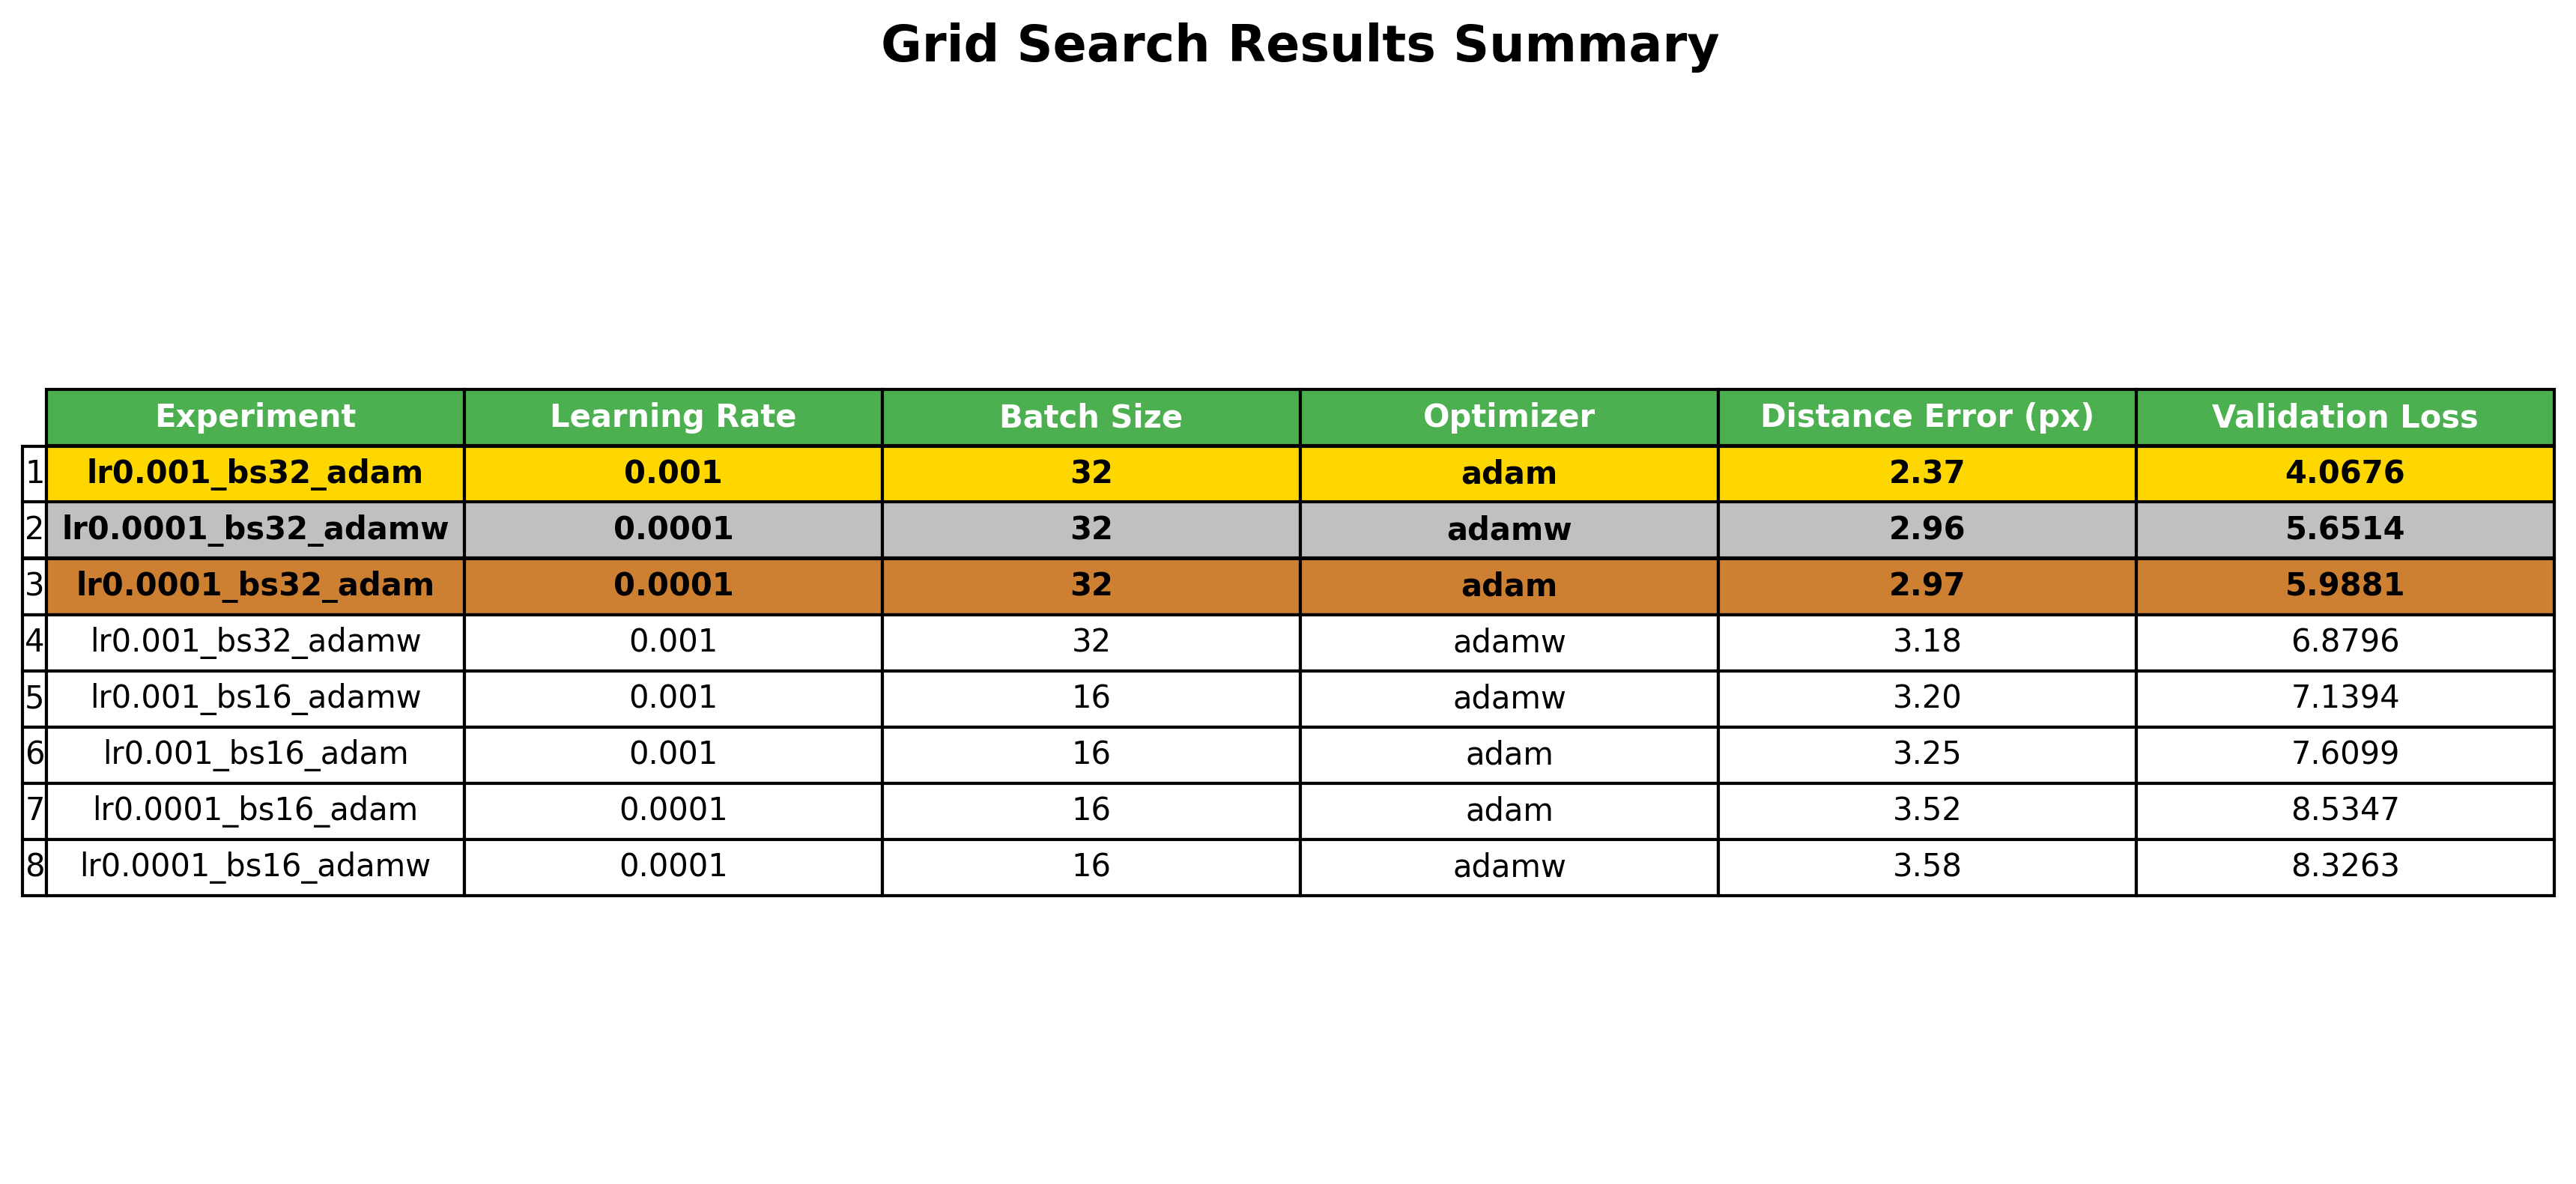 Grid Search Results Summary
Experiment Learning Rate Batch Size Optimizer Distance Error (px) Validation Loss
1 lr0.001_bs32_adam 0.001 32 adam 2.37 4.0676
2 lr0.0001_bs32_adamw 0.0001 32 adamw 2.96 5.6514
3 lr0.0001_bs32_adam 0.0001 32 adam 2.97 5.9881
4 lr0.001_bs32_adamw 0.001 32 adamw 3.18 6.8796
5 lr0.001_bs16_adamw 0.001 16 adamw 3.20 7.1394
6 lr0.001_bs16_adam 0.001 16 adam 3.25 7.6099
7 lr0.0001_bs16_adam 0.0001 16 adam 3.52 8.5347
8 lr0.0001_bs16_adamw 0.0001 16 adamw 3.58 8.3263